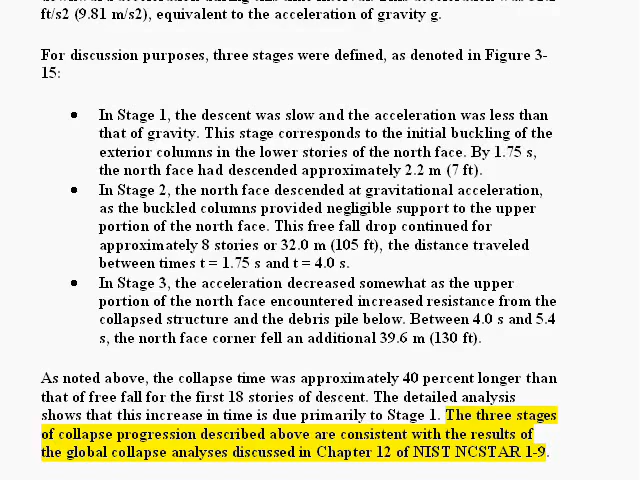 ft/s2 (9.81 m/s2), equivalent to the acceleration of gravity g.
For discussion purposes, three stages were defined, as denoted in Figure 3-
15:
• In Stage 1, the descent was slow and the acceleration was less than
that of gravity. This stage corresponds to the initial buckling of the
exterior columns in the lower stories of the north face. By 1.75 s,
the north face had descended approximately 2.2 m (7 ft).
• In Stage 2, the north face descended at gravitational acceleration,
as the buckled columns provided negligible support to the upper
portion of the north face. This free fall drop continued for
approximately 8 stories or 32.0 m (105 ft), the distance traveled
between times t = 1.75 s and t = 4.0 s.
• In Stage 3, the acceleration decreased somewhat as the upper
portion of the north face encountered increased resistance from the
collapsed structure and the debris pile below. Between 4.0 s and 5.4
s, the north face corner fell an additional 39.6 m (130 ft).
As noted above, the collapse time was approximately 40 percent longer than
that of free fall for the first 18 stories of descent. The detailed analysis
shows that this increase in time is due primarily to Stage 1. The three stages
of collapse progression described above are consistent with the results of
the global collapse analyses discussed in Chapter 12 of NIST NCSTAR 1-9.